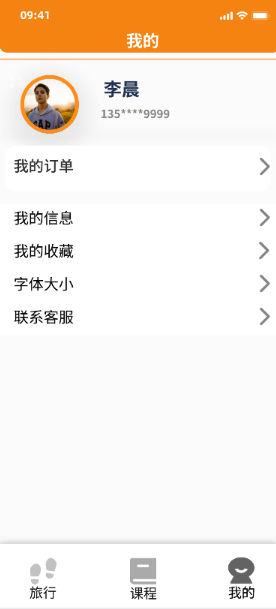 09:41
我的
李晨
135****9999
我的订单
我的信息
我的收藏
字体大小
联系客服
旅行 课程 我的